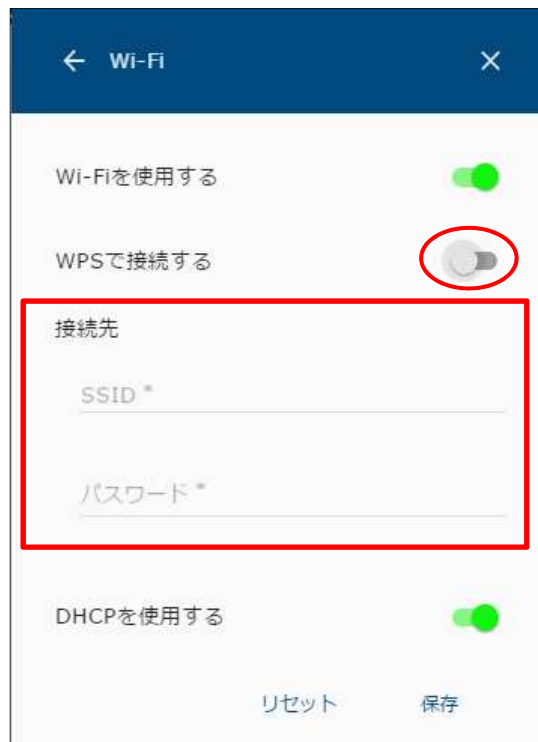 Wi-Fi
Wi-Fiを使用する
WPSで接続する
接続先
SSID *
パスワード *
DHCPを使用する
リセット 保存